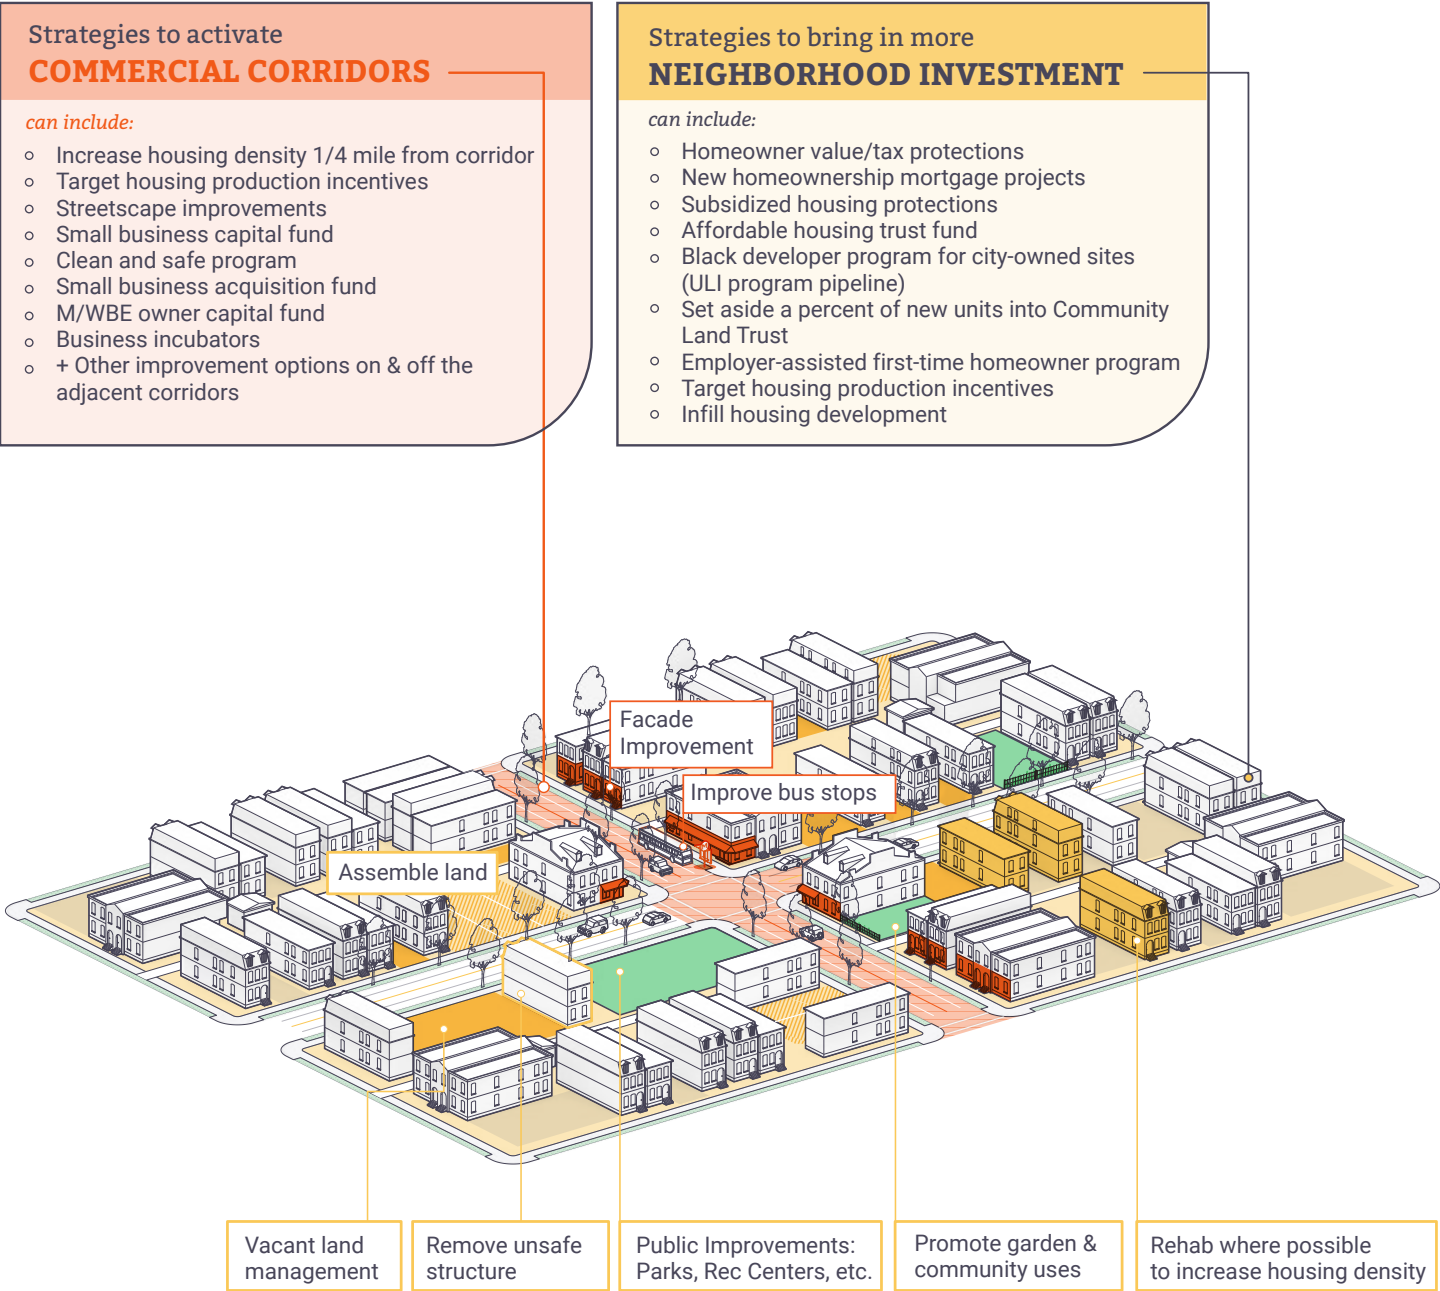 Strategies to activate
COMMERCIAL CORRIDORS
can include:
Increase housing density 1/4 mile from corridor
Target housing production incentives
Streetscape improvements
Small business capital fund
Clean and safe program
Small business acquisition fund
M/WBE owner capital fund
Business incubators
+ Other improvement options on & off the
adjacent corridors
Strategies to bring in more
NEIGHBORHOOD INVESTMENT
can include:
Homeowner value/tax protections
New homeownership mortgage projects
Subsidized housing protections
Affordable housing trust fund
Black developer program for city-owned sites
(ULI program pipeline)
Set aside a percent of new units into Community
Land Trust
Employer-assisted first-time homeowner program
Target housing production incentives
Infill housing development
Facade
Improvement
Improve bus stops
Assemble land
Vacant land
management
Remove unsafe
structure
Public Improvements:
Parks, Rec Centers, etc.
Promote garden &
community uses
Rehab where possible
to increase housing density